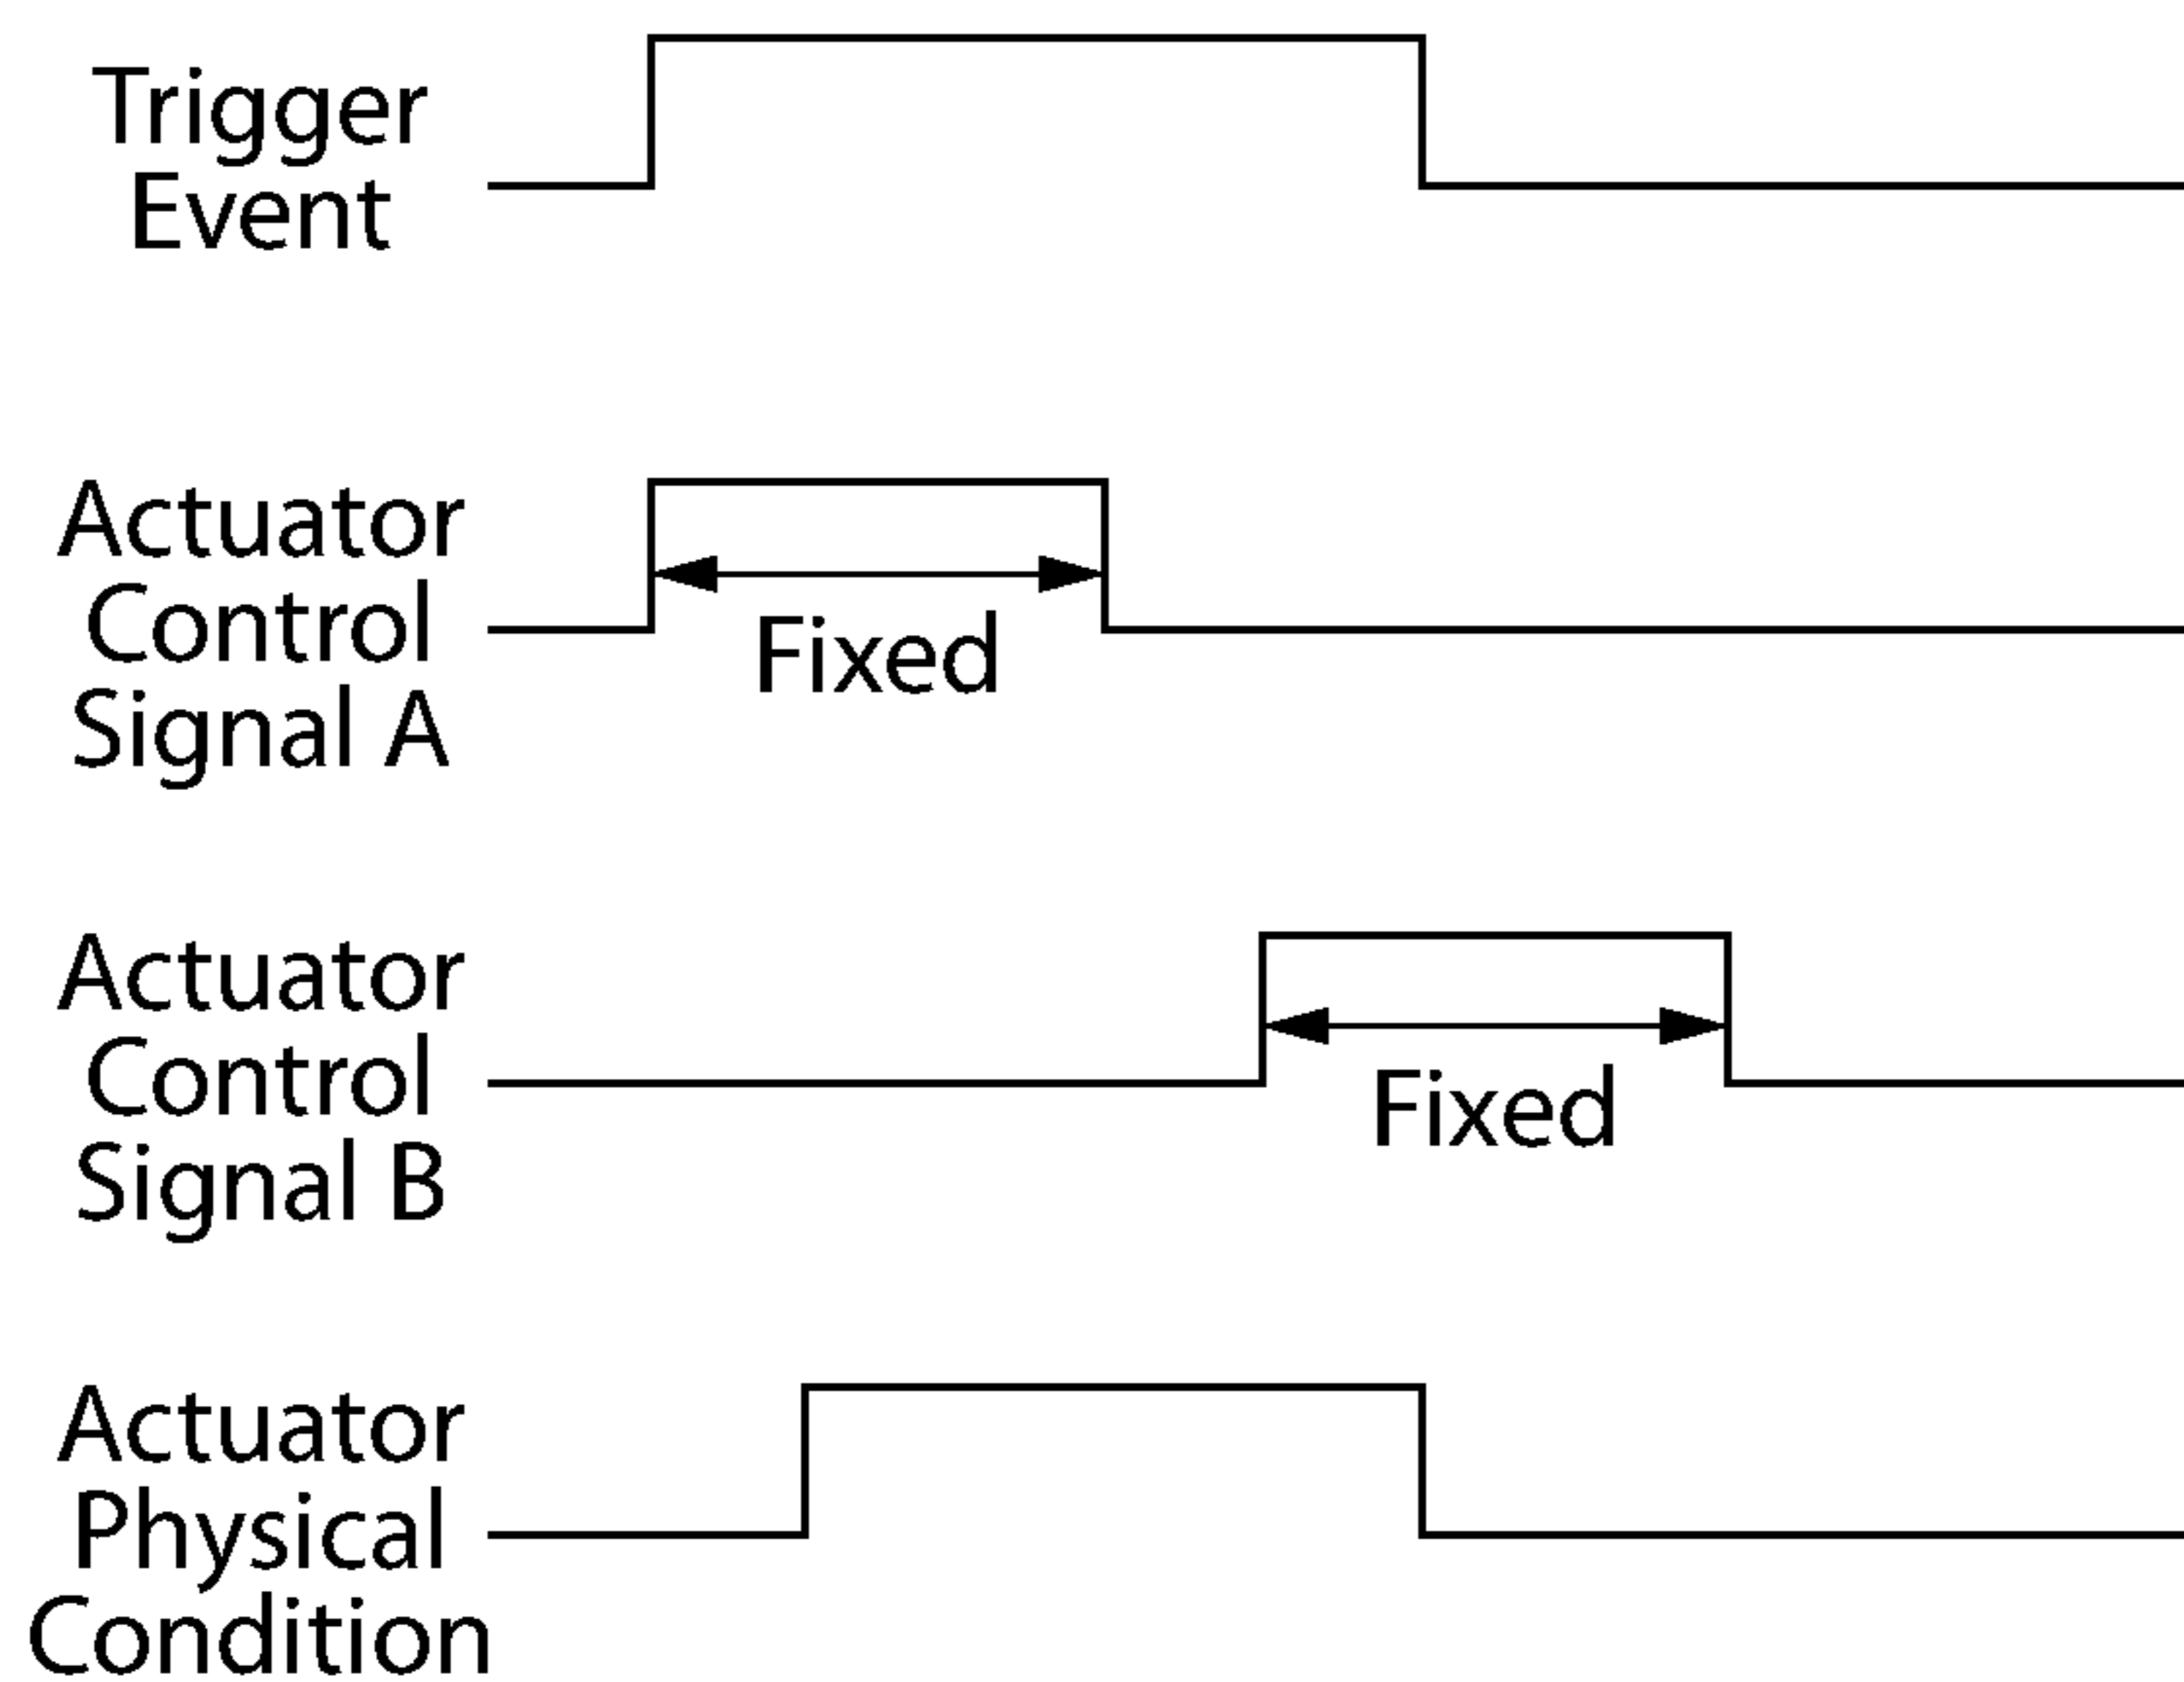 Trigger
Event
Actuator
Control
Signal A
Fixed
Actuator
Control
Signal B
Fixed
Actuator
Physical
Condition